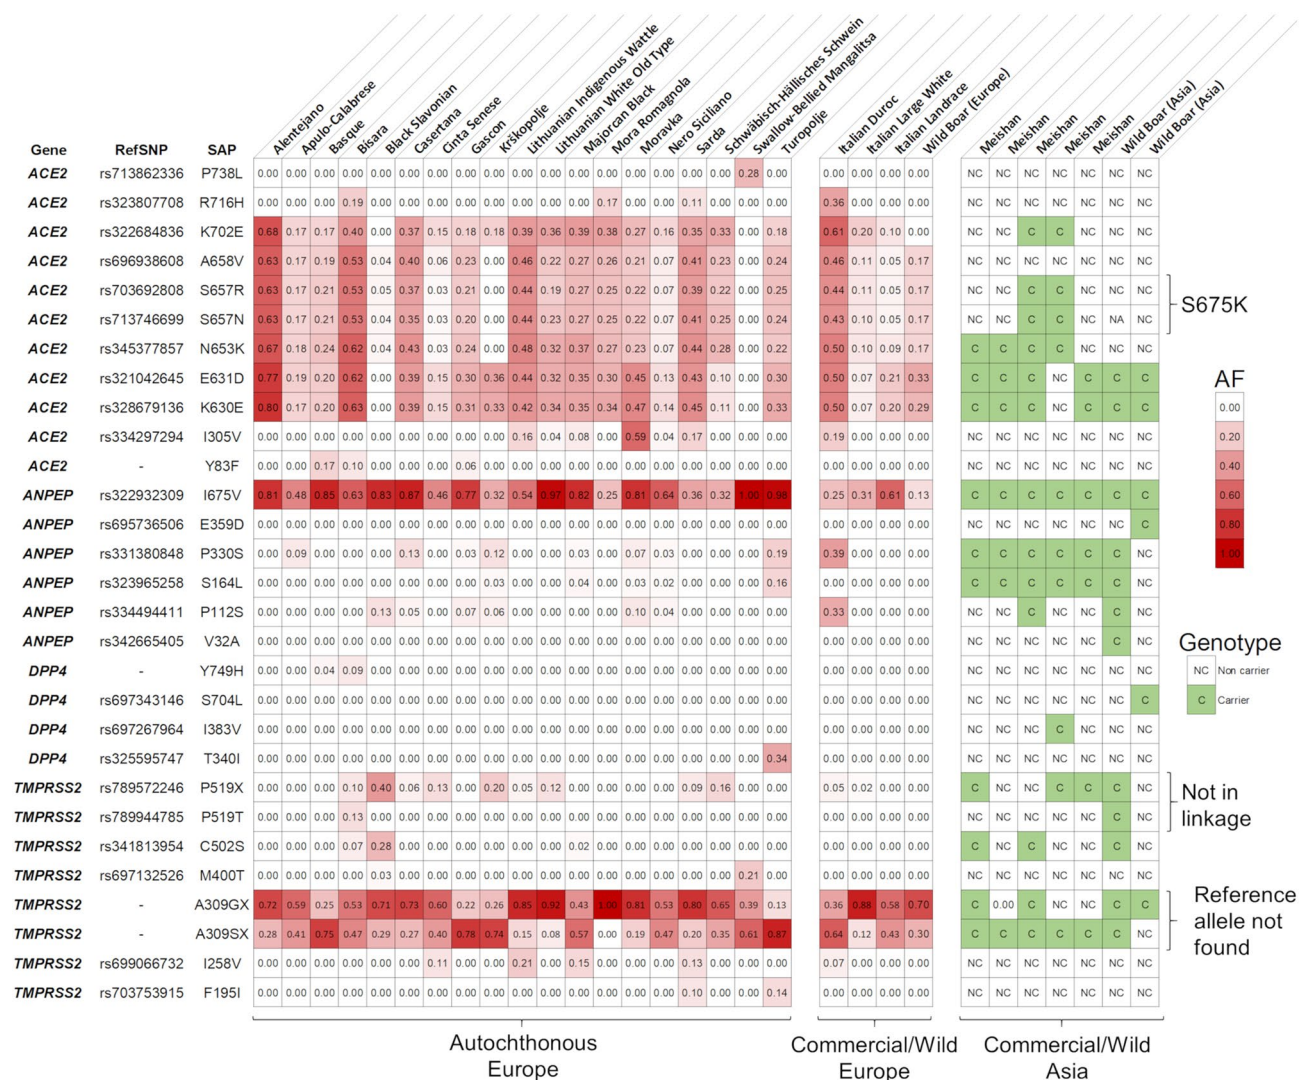 Alentejano
Apulo-Calabrese
Basque
Bisara
Black Slavonian
Casertana
Cinta Senese
Gascon
Krškopolje
Lithuanian Indigenous Wattle
Lithuanian White Old Type
Majorcan Black
Mora Romagnola
Moravka
Nero Siciliano
Sarda
Schwäbisch-Hällisches Schwein
Swallow-Bellied Mangalitsa
Turopolje
Italian Duroc
Italian Large White
Italian Landrace
Wild Boar (Europe)
Meishan
Meishan
Meishan
Meishan
Meishan
Wild Boar (Asia)
Wild Boar (Asia)
Gene RefSNP SAP
ACE2 rs713862336 P738L 0.00 0.00 0.00 0.00 0.00 0.00 0.00 0.00 0.00 0.00 0.00 0.00 0.00 0.00 0.00 0.00 0.00 0.28 0.00 0.00 0.00 0.00 0.00 NC NC NC NC NC NC NC
ACE2 rs323807708 R716H 0.00 0.00 0.00 0.19 0.00 0.00 0.00 0.00 0.00 0.00 0.00 0.00 0.17 0.00 0.00 0.11 0.00 0.00 0.00 0.36 0.00 0.00 0.00 NC NC NC NC NC NC NC
ACE2 rs322684836 K702E 0.68 0.17 0.17 0.40 0.00 0.37 0.15 0.18 0.18 0.39 0.36 0.39 0.38 0.27 0.16 0.35 0.33 0.00 0.18 0.61 0.20 0.10 0.00 NC NC C C NC NC NC
ACE2 rs696938608 A658V 0.63 0.17 0.19 0.53 0.04 0.40 0.06 0.23 0.00 0.46 0.22 0.27 0.26 0.21 0.07 0.41 0.23 0.00 0.24 0.46 0.11 0.05 0.17 NC NC NC NC NC NC NC
ACE2 rs703692808 S657R 0.63 0.17 0.21 0.53 0.05 0.37 0.03 0.21 0.00 0.44 0.19 0.27 0.25 0.22 0.07 0.39 0.22 0.00 0.25 0.44 0.11 0.05 0.17 NC NC C C NC NC NC
ACE2 rs713746699 S657N 0.63 0.17 0.21 0.53 0.04 0.35 0.03 0.20 0.00 0.44 0.23 0.27 0.25 0.22 0.07 0.41 0.25 0.00 0.24 0.43 0.10 0.05 0.17 NC NC C C NC NA NC
S675K
ACE2 rs345377857 N653K 0.67 0.18 0.24 0.62 0.04 0.43 0.03 0.24 0.00 0.48 0.32 0.37 0.27 0.23 0.07 0.44 0.28 0.00 0.22 0.50 0.10 0.09 0.17 C C C C NC NC NC
ACE2 rs321042645 E631D 0.77 0.19 0.20 0.62 0.00 0.39 0.15 0.30 0.36 0.44 0.32 0.35 0.30 0.45 0.13 0.43 0.10 0.00 0.30 0.50 0.07 0.21 0.33 C C C NC C C C
ACE2 rs328679136 K630E 0.80 0.17 0.20 0.63 0.00 0.39 0.15 0.31 0.33 0.42 0.34 0.35 0.34 0.47 0.14 0.45 0.11 0.00 0.33 0.50 0.07 0.20 0.29 C C C NC C C C
ACE2 rs334297294 I305V 0.00 0.00 0.00 0.00 0.00 0.00 0.00 0.00 0.00 0.16 0.04 0.08 0.00 0.59 0.04 0.17 0.00 0.00 0.00 0.19 0.00 0.00 0.00 NC NC NC NC NC NC NC
ACE2 - Y83F 0.00 0.00 0.17 0.10 0.00 0.00 0.00 0.06 0.00 0.00 0.00 0.00 0.00 0.00 0.00 0.00 0.00 0.00 0.00 0.00 0.00 0.00 0.00 NC NC NC NC NC NC NC
ANPEP rs322932309 I675V 0.81 0.48 0.85 0.63 0.83 0.87 0.46 0.77 0.32 0.54 0.97 0.82 0.25 0.81 0.64 0.36 0.32 1.00 0.98 0.25 0.31 0.61 0.13 C C C C C C C
ANPEP rs695736506 E359D 0.00 0.00 0.00 0.00 0.00 0.00 0.00 0.00 0.00 0.00 0.00 0.00 0.00 0.00 0.00 0.00 0.00 0.00 0.00 0.00 0.00 0.00 0.00 NC NC NC NC NC NC C
ANPEP rs331380848 P330S 0.00 0.09 0.00 0.00 0.00 0.13 0.00 0.03 0.12 0.00 0.00 0.03 0.00 0.07 0.03 0.00 0.00 0.00 0.19 0.39 0.00 0.00 0.00 C C C C C C NC
ANPEP rs323965258 S164L 0.00 0.00 0.00 0.00 0.00 0.00 0.00 0.00 0.03 0.00 0.00 0.04 0.00 0.03 0.02 0.00 0.00 0.00 0.16 0.00 0.00 0.00 0.00 C C C C C C NC
ANPEP rs334494411 P112S 0.00 0.00 0.00 0.00 0.13 0.05 0.00 0.07 0.06 0.00 0.00 0.00 0.00 0.10 0.04 0.00 0.00 0.00 0.00 0.33 0.00 0.00 0.00 NC NC C NC NC C NC
ANPEP rs342665405 V32A 0.00 0.00 0.00 0.00 0.00 0.00 0.00 0.00 0.00 0.00 0.00 0.00 0.00 0.00 0.00 0.00 0.00 0.00 0.00 0.00 0.00 0.00 0.00 NC NC NC NC NC C NC
DPP4 - Y749H 0.00 0.00 0.04 0.09 0.00 0.00 0.00 0.00 0.00 0.00 0.00 0.00 0.00 0.00 0.00 0.00 0.00 0.00 0.00 0.00 0.00 0.00 0.00 NC NC NC NC NC NC NC
DPP4 rs697343146 S704L 0.00 0.00 0.00 0.00 0.00 0.00 0.00 0.00 0.00 0.00 0.00 0.00 0.00 0.00 0.00 0.00 0.00 0.00 0.00 0.00 0.00 0.00 0.00 NC NC NC NC NC NC C
DPP4 rs697267964 I383V 0.00 0.00 0.00 0.00 0.00 0.00 0.00 0.00 0.00 0.00 0.00 0.00 0.00 0.00 0.00 0.00 0.00 0.00 0.00 0.00 0.00 0.00 0.00 NC NC NC C NC NC NC
DPP4 rs325595747 T340I 0.00 0.00 0.00 0.00 0.00 0.00 0.00 0.00 0.00 0.00 0.00 0.00 0.00 0.00 0.00 0.00 0.00 0.00 0.34 0.00 0.00 0.00 0.00 NC NC NC NC NC NC NC
TMPRSS2 rs789572246 P519X 0.00 0.00 0.00 0.10 0.40 0.06 0.13 0.00 0.20 0.05 0.12 0.00 0.00 0.00 0.00 0.09 0.16 0.00 0.00 0.05 0.02 0.00 0.00 C NC NC C C C NC
TMPRSS2 rs789944785 P519T 0.00 0.00 0.00 0.13 0.00 0.00 0.00 0.00 0.00 0.00 0.00 0.00 0.00 0.00 0.00 0.00 0.00 0.00 0.00 0.00 0.00 0.00 0.00 NC NC NC NC NC C NC
Not in
linkage
TMPRSS2 rs341813954 C502S 0.00 0.00 0.00 0.07 0.28 0.00 0.00 0.00 0.00 0.00 0.00 0.02 0.00 0.00 0.00 0.00 0.00 0.00 0.00 0.00 0.00 0.00 0.00 C NC C NC NC C NC
TMPRSS2 rs697132526 M400T 0.00 0.00 0.00 0.00 0.03 0.00 0.00 0.00 0.00 0.00 0.00 0.00 0.00 0.00 0.00 0.00 0.00 0.21 0.00 0.00 0.00 0.00 0.00 NC NC NC NC NC NC NC
TMPRSS2 - A309GX 0.72 0.59 0.25 0.53 0.71 0.73 0.60 0.22 0.26 0.85 0.92 0.43 1.00 0.81 0.53 0.80 0.65 0.39 0.13 0.36 0.88 0.58 0.70 C 0.00 C NC NC C C
TMPRSS2 - A309SX 0.28 0.41 0.75 0.47 0.29 0.27 0.40 0.78 0.74 0.15 0.08 0.57 0.00 0.19 0.47 0.20 0.35 0.61 0.87 0.64 0.12 0.43 0.30 C C C C C C NC
Reference
allele not
found
TMPRSS2 rs699066732 I258V 0.00 0.00 0.00 0.00 0.00 0.00 0.11 0.00 0.00 0.21 0.00 0.15 0.00 0.00 0.00 0.13 0.00 0.00 0.00 0.07 0.00 0.00 0.00 NC NC NC NC NC NC NC
TMPRSS2 rs703753915 F195I 0.00 0.00 0.00 0.00 0.00 0.00 0.00 0.00 0.00 0.00 0.00 0.00 0.00 0.00 0.00 0.10 0.00 0.00 0.14 0.00 0.00 0.00 0.00 NC NC NC NC NC NC NC
AF
0.00
0.20
0.40
0.60
0.80
1.00
Genotype
NC Non carrier
C Carrier
Autochthonous
Europe
Commercial/Wild
Europe
Commercial/Wild
Asia